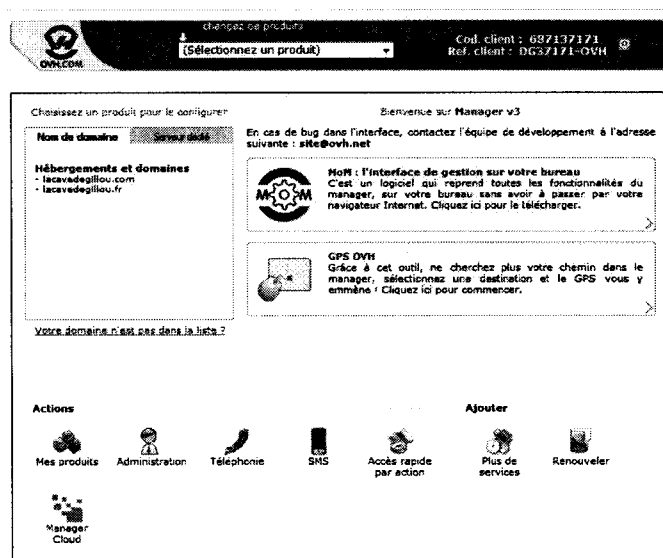 changez de produits
(Sélectionnez un produit)
Cod. client : 687137171
Ref. client : DG37171-OVH
OVH.COM
Choisissez un produit pour le configurer
Bienvenue sur Manager v3
Nom de domaine
Serveur dédié
En cas de bug dans l'interface, contactez l'équipe de développement à l'adresse
suivante : site@ovh.net
Hébergements et domaines
- lacavedegillou.com
- lacavedegillou.fr
MoM : l'interface de gestion sur votre bureau
C'est un logiciel qui reprend toutes les fonctionnalités du
manager, sur votre bureau sans avoir à passer par votre
navigateur Internet. Cliquez ici pour le télécharger.
M M
GPS OVH
Grâce à cet outil, ne cherchez plus votre chemin dans le
manager, sélectionnez une destination et le GPS vous y
emmène ! Cliquez ici pour commencer.
Votre domaine n'est pas dans la liste ?
Actions
Ajouter
Mes produits
Administration
Téléphonie
SMS
Accès rapide
par action
Plus de
services
Renouveler
Manager
Cloud